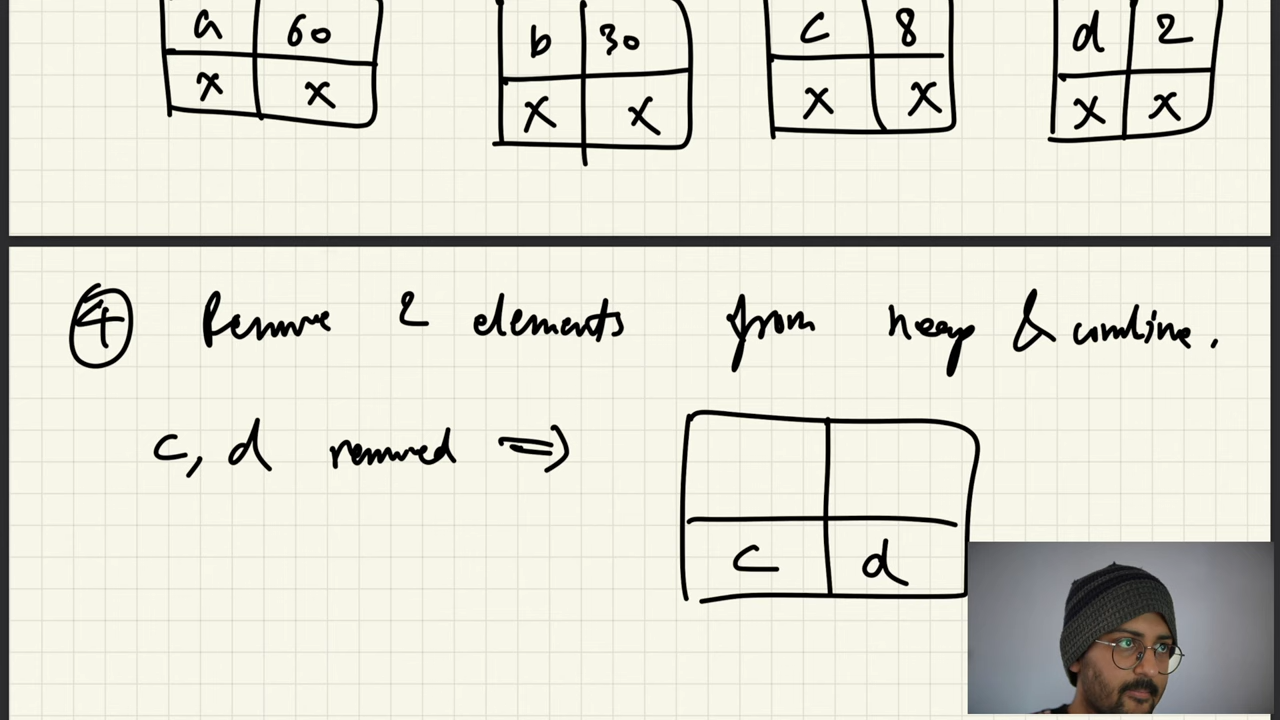 a 60 b 30 c 8 d 2
x x x x x x x x
4 Remove 2 elements from heap & combine.
c, d removed ⇒
c d